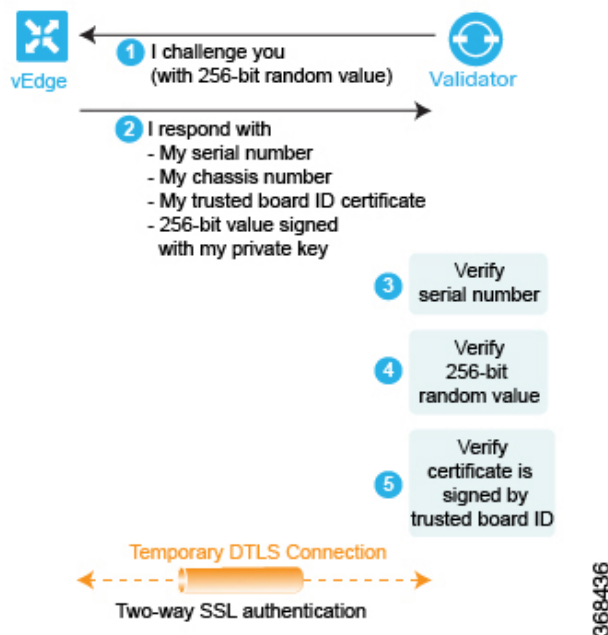 vEdge
Validator
1 I challenge you
(with 256-bit random value)
2 I respond with
- My serial number
- My chassis number
- My trusted board ID certificate
- 256-bit value signed
with my private key
3 Verify
serial number
4 Verify
256-bit
random value
5 Verify
certificate is
signed by
trusted board ID
Temporary DTLS Connection
Two-way SSL authentication
368436